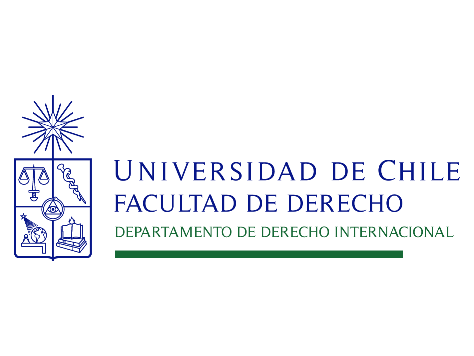 UNIVERSIDAD DE CHILE
FACULTAD DE DERECHO
DEPARTAMENTO DE DERECHO INTERNACIONAL